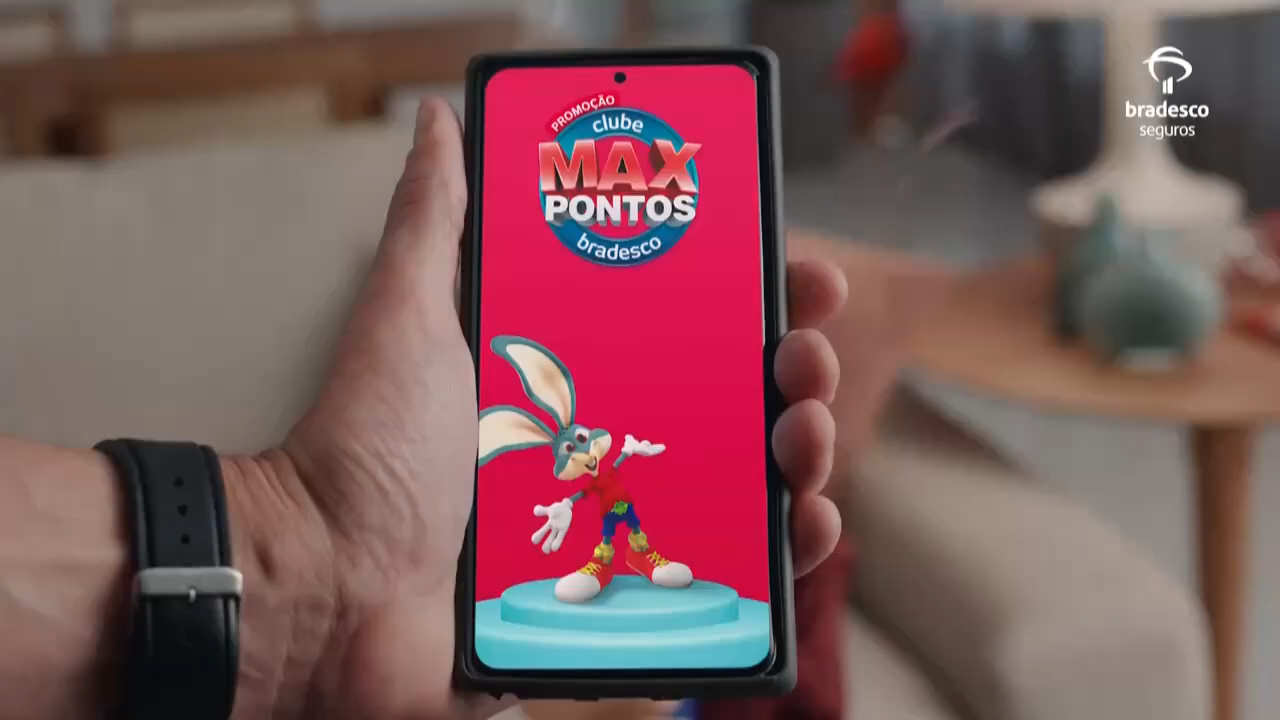 PROMOÇÃO
clube
MAX
PONTOS
bradesco
bradesco
seguros